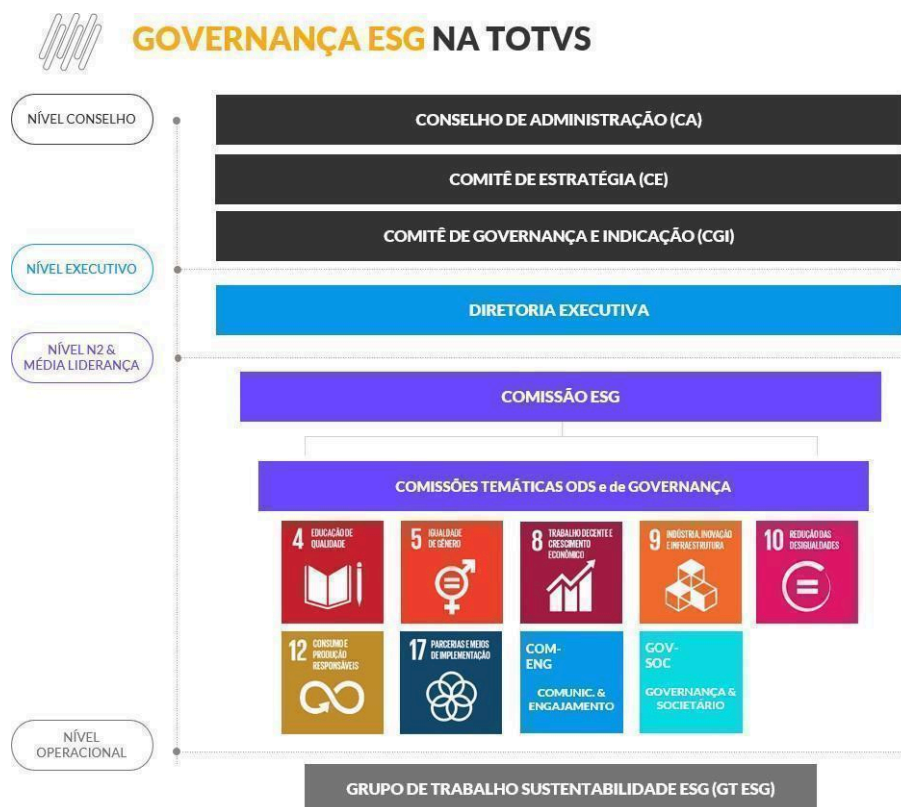 GOVERNANÇA ESG NA TOTVS
NÍVEL CONSELHO
CONSELHO DE ADMINISTRAÇÃO (CA)
COMITÊ DE ESTRATÉGIA (CE)
COMITÊ DE GOVERNANÇA E INDICAÇÃO (CGI)
NÍVEL EXECUTIVO
DIRETORIA EXECUTIVA
NÍVEL N2 &
MÉDIA LIDERANÇA
COMISSÃO ESG
COMISSÕES TEMÁTICAS ODS e de GOVERNANÇA
4 EDUCAÇÃO DE
QUALIDADE
5 IGUALDADE
DE GÊNERO
8 TRABALHO DECENTE E
CRESCIMENTO
ECONÔMICO
9 INDÚSTRIA, INOVAÇÃO
E INFRAESTRUTURA
10 REDUÇÃO DAS
DESIGUALDADES
12 CONSUMO E
PRODUÇÃO
RESPONSÁVEIS
17 PARCERIAS E MEIOS
DE IMPLEMENTAÇÃO
COM-
ENG
COMUNIC. &
ENGAJAMENTO
GOV-
SOC
GOVERNANÇA &
SOCIETÁRIO
NÍVEL
OPERACIONAL
GRUPO DE TRABALHO SUSTENTABILIDADE ESG (GT ESG)